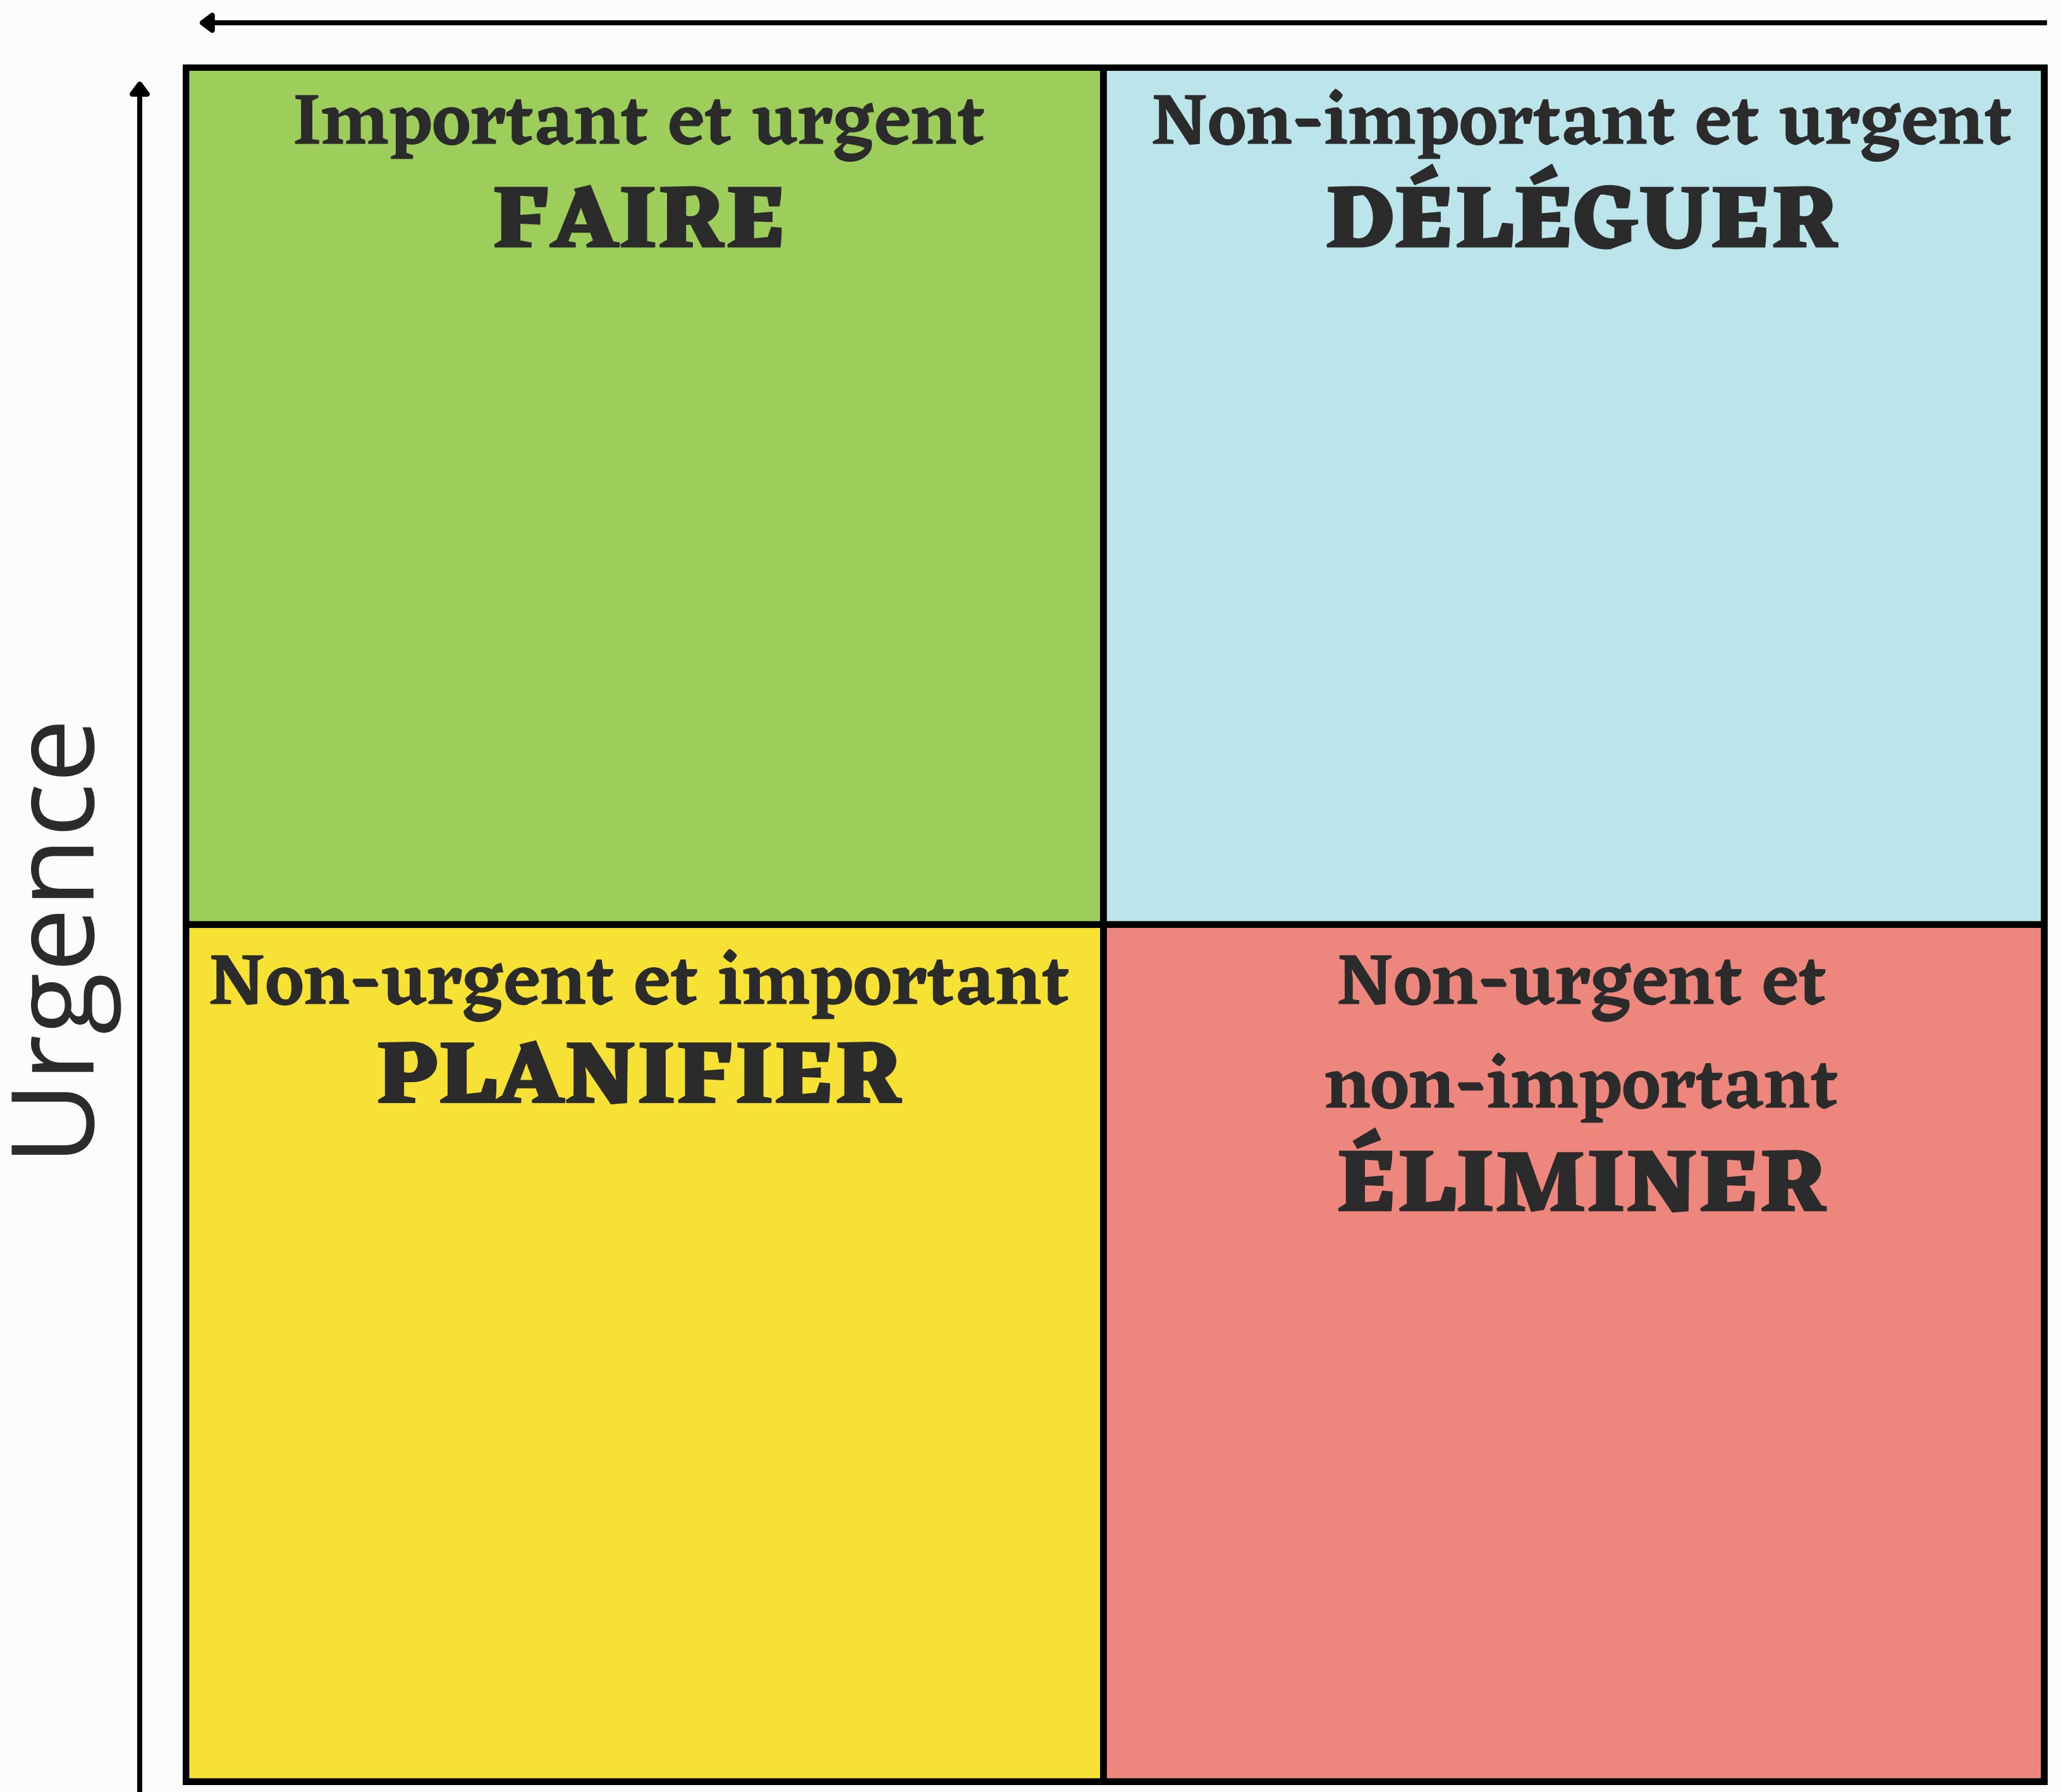 Urgence
Important et urgent
FAIRE
Non-important et urgent
DÉLÉGUER
Non-urgent et important
PLANIFIER
Non-urgent et
non-important
ÉLIMINER